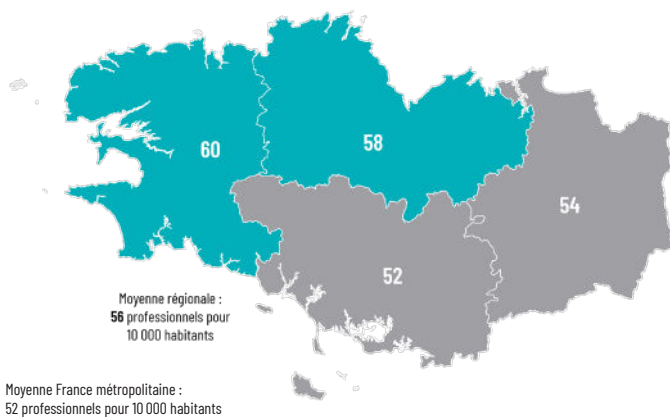 60
58
54
52
Moyenne régionale :
56 professionnels pour
10 000 habitants
Moyenne France métropolitaine :
52 professionnels pour 10 000 habitants